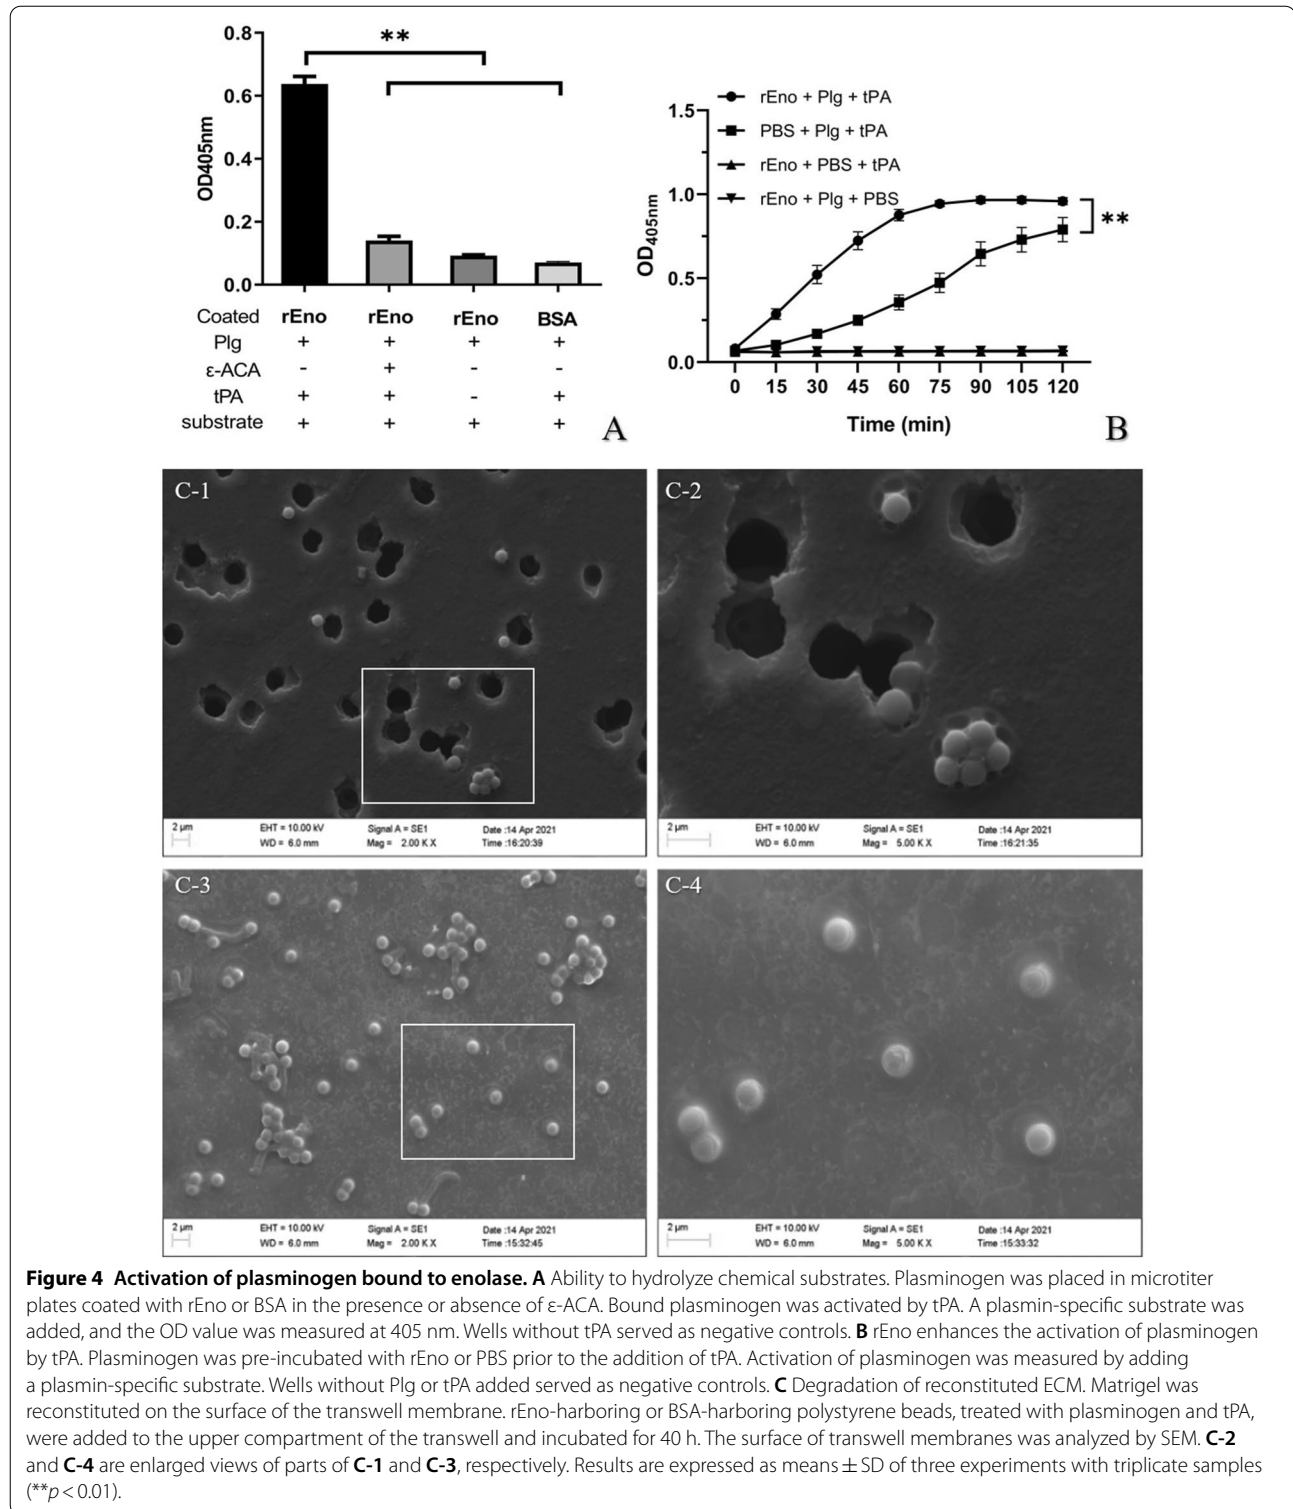 0.8
0.6
0.4
0.2
0.0
OD405nm
**
Coated rEno rEno rEno BSA
Plg + + + +
ε-ACA - + - -
tPA + + - +
substrate + + + +
A
rEno + Plg + tPA
PBS + Plg + tPA
rEno + PBS + tPA
rEno + Plg + PBS
1.5
1.0
0.5
0.0
OD405nm
**
0 15 30 45 60 75 90 105 120
Time (min)
B
C-1
2 µm EHT = 10.00 kV Signal A = SE1 Date :14 Apr 2021
WD = 6.0 mm Mag = 2.00 K X Time :16:20:39
C-2
2 µm EHT = 10.00 kV Signal A = SE1 Date :14 Apr 2021
WD = 6.0 mm Mag = 5.00 K X Time :16:21:35
C-3
2 µm EHT = 10.00 kV Signal A = SE1 Date :14 Apr 2021
WD = 6.0 mm Mag = 2.00 K X Time :15:32:45
C-4
2 µm EHT = 10.00 kV Signal A = SE1 Date :14 Apr 2021
WD = 6.0 mm Mag = 5.00 K X Time :15:33:32
Figure 4 Activation of plasminogen bound to enolase. A Ability to hydrolyze chemical substrates. Plasminogen was placed in microtiter
plates coated with rEno or BSA in the presence or absence of ε-ACA. Bound plasminogen was activated by tPA. A plasmin-specific substrate was
added, and the OD value was measured at 405 nm. Wells without tPA served as negative controls. B rEno enhances the activation of plasminogen
by tPA. Plasminogen was pre-incubated with rEno or PBS prior to the addition of tPA. Activation of plasminogen was measured by adding
a plasmin-specific substrate. Wells without Plg or tPA added served as negative controls. C Degradation of reconstituted ECM. Matrigel was
reconstituted on the surface of the transwell membrane. rEno-harboring or BSA-harboring polystyrene beads, treated with plasminogen and tPA,
were added to the upper compartment of the transwell and incubated for 40 h. The surface of transwell membranes was analyzed by SEM. C-2
and C-4 are enlarged views of parts of C-1 and C-3, respectively. Results are expressed as means ± SD of three experiments with triplicate samples
(**p < 0.01).